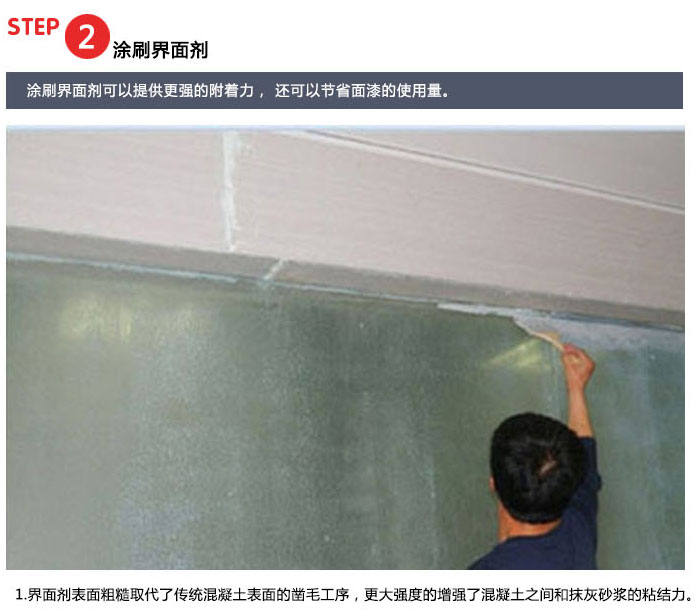 STEP 2 涂刷界面剂
涂刷界面剂可以提供更强的附着力，还可以节省面漆的使用量。
1.界面剂表面粗糙取代了传统混凝土表面的凿毛工序，更大强度的增强了混凝土之间和抹灰砂浆的粘结力。